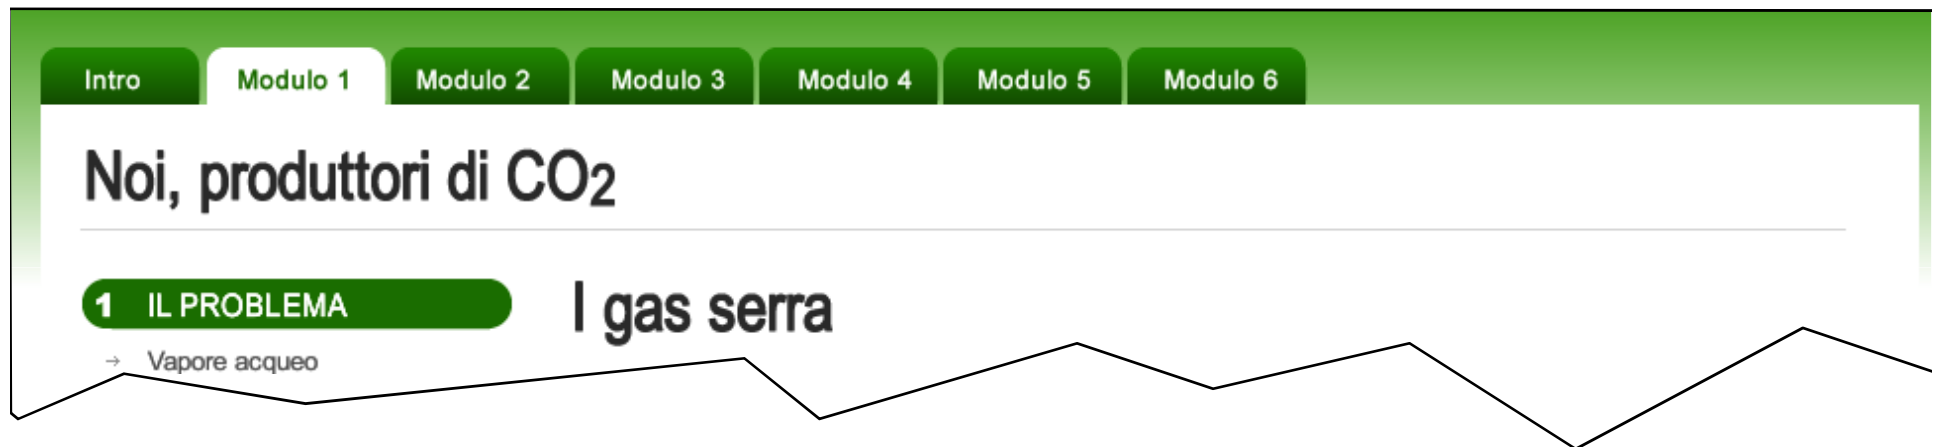 Intro Modulo 1 Modulo 2 Modulo 3 Modulo 4 Modulo 5 Modulo 6
Noi, produttori di CO2
1 IL PROBLEMA
I gas serra
→ Vapore acqueo